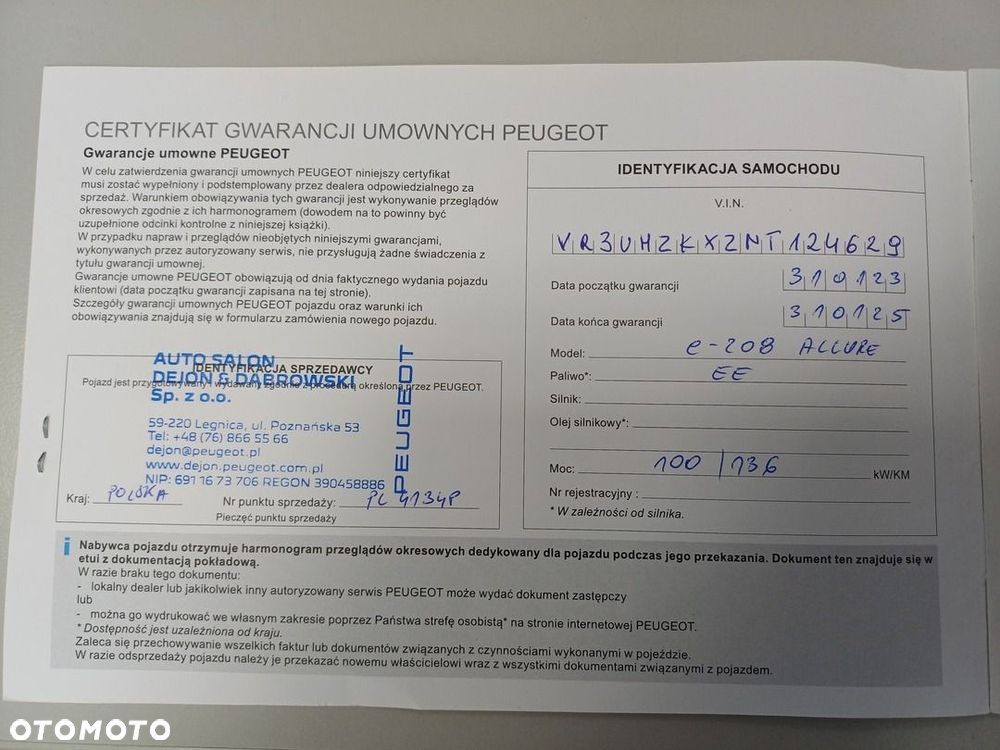 CERTYFIKAT GWARANCJI UMOWNYCH PEUGEOT
Gwarancje umowne PEUGEOT
W celu zatwierdzenia gwarancji umownych PEUGEOT niniejszy certyfikat
musi zostać wypełniony i podstemplowany przez dealera odpowiedzialnego za
sprzedaż. Warunkiem obowiązywania tych gwarancji jest wykonywanie przeglądów
okresowych zgodnie z ich harmonogramem (dowodem na to powinny być
uzupełnione odcinki kontrolne z niniejszej książki).
W przypadku napraw i przeglądów nieobjętych niniejszymi gwarancjami,
wykonywanych przez autoryzowany serwis, nie przysługują żadne świadczenia z
tytułu gwarancji umownej.
Gwarancje umowne PEUGEOT obowiązują od dnia faktycznego wydania pojazdu
klientowi (data początku gwarancji zapisana na tej stronie).
Szczegóły gwarancji umownych PEUGEOT pojazdu oraz warunki ich
obowiązywania znajdują się w formularzu zamówienia nowego pojazdu.
IDENTYFIKACJA SPRZEDAWCY
Pojazd jest przygotowywany i wydawany zgodnie z procedurą określoną przez PEUGEOT.
AUTO SALON
DEJON & DĄBROWSKI
Sp. z o.o.
59-220 Legnica, ul. Poznańska 53
Tel: +48 (76) 866 55 66
dejon@peugeot.pl
www.dejon.peugeot.com.pl
NIP: 691 16 73 706 REGON 390458886
PEUGEOT
Kraj: POLSKA Nr punktu sprzedaży: PL 4134P
Pieczęć punktu sprzedaży
IDENTYFIKACJA SAMOCHODU
V.I.N.
VR3UHZKXZNT124629
Data początku gwarancji 310123
Data końca gwarancji 310125
Model: e-208 ALLURE
Paliwo*: EE
Silnik:
Olej silnikowy*:
Moc: 100 / 136 kW/KM
Nr rejestracyjny :
* W zależności od silnika.
i Nabywca pojazdu otrzymuje harmonogram przeglądów okresowych dedykowany dla pojazdu podczas jego przekazania. Dokument ten znajduje się w
etui z dokumentacją pokładową.
W razie braku tego dokumentu:
- lokalny dealer lub jakikolwiek inny autoryzowany serwis PEUGEOT może wydać dokument zastępczy
lub
- można go wydrukować we własnym zakresie poprzez Państwa strefę osobistą* na stronie internetowej PEUGEOT.
* Dostępność jest uzależniona od kraju.
Zaleca się przechowywanie wszelkich faktur lub dokumentów związanych z czynnościami wykonanymi w pojeździe.
W razie odsprzedaży pojazdu należy je przekazać nowemu właścicielowi wraz z wszystkimi dokumentami związanymi z pojazdem.
OTOMOTO